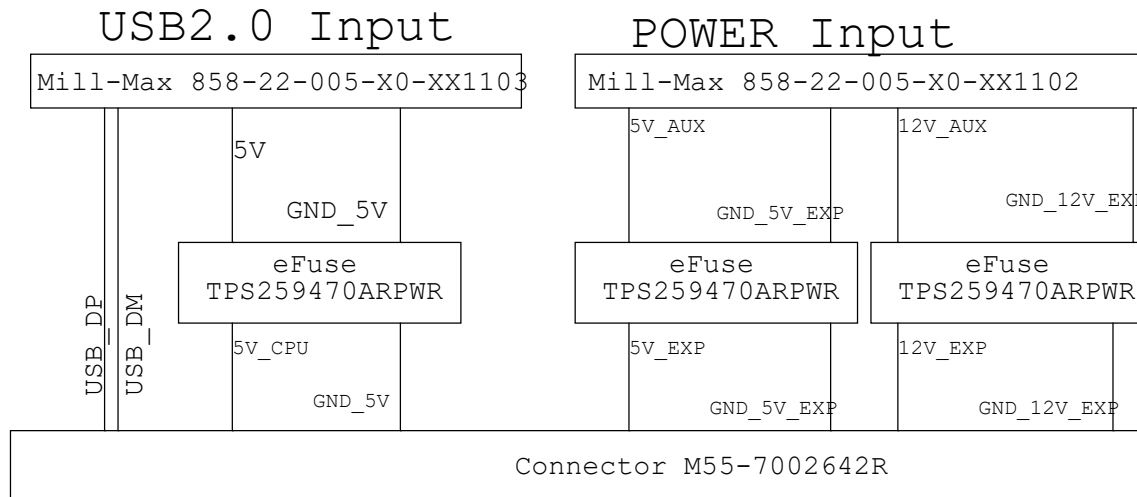 USB2.0 Input
POWER Input
Mill-Max 858-22-005-X0-XX1103
Mill-Max 858-22-005-X0-XX1102
5V
GND_5V
5V_AUX
12V_AUX
GND_5V_EXP
GND_12V_EXP
eFuse
TPS259470ARPWR
eFuse
TPS259470ARPWR
eFuse
TPS259470ARPWR
USB_DP
USB_DM
5V_CPU
GND_5V
5V_EXP
12V_EXP
GND_5V_EXP
GND_12V_EXP
Connector M55-7002642R